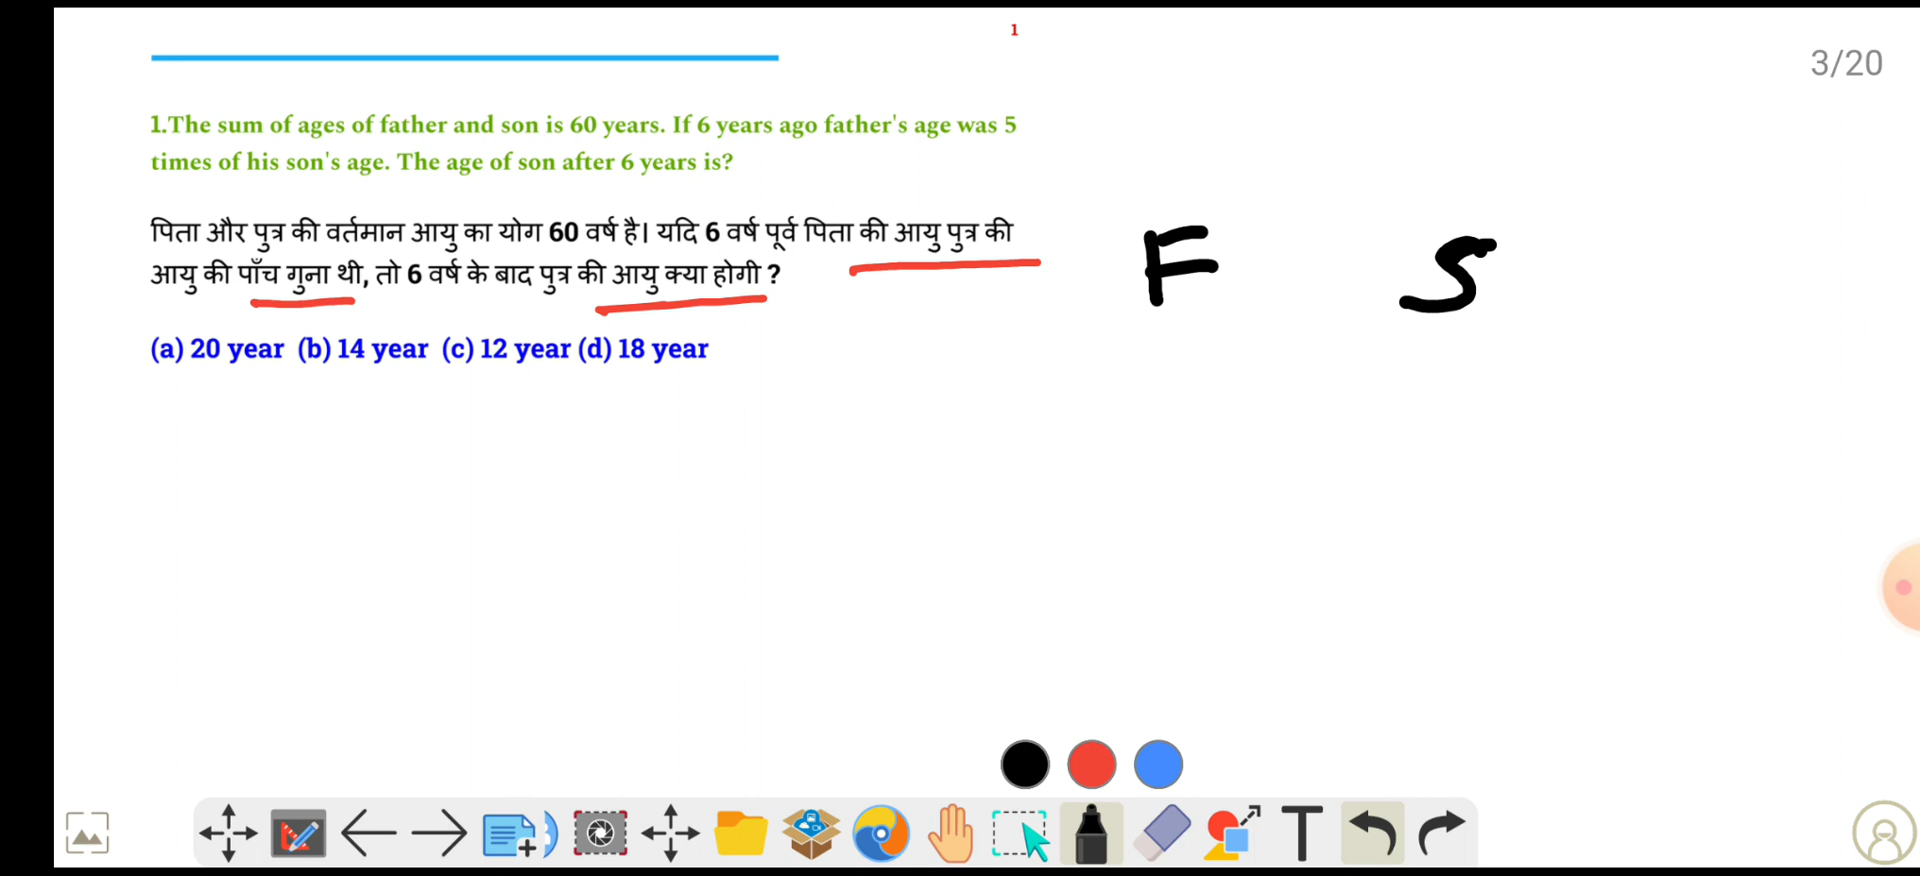 1
3/20
1.The sum of ages of father and son is 60 years. If 6 years ago father's age was 5
times of his son's age. The age of son after 6 years is?
पिता और पुत्र की वर्तमान आयु का योग 60 वर्ष है। यदि 6 वर्ष पूर्व पिता की आयु पुत्र की
आयु की पाँच गुना थी, तो 6 वर्ष के बाद पुत्र की आयु क्या होगी ?
F S
(a) 20 year (b) 14 year (c) 12 year (d) 18 year
T